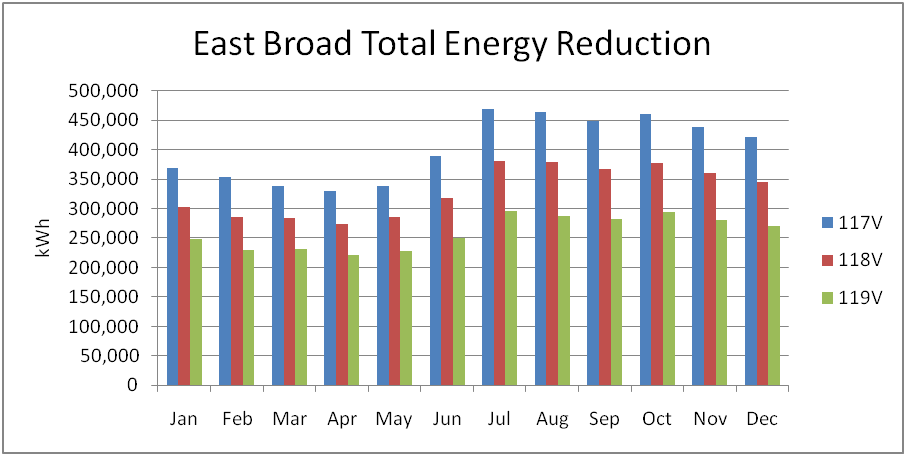 East Broad Total Energy Reduction
500,000
450,000
400,000
350,000
300,000
250,000
200,000
150,000
100,000
50,000
0
kWh
Jan Feb Mar Apr May Jun Jul Aug Sep Oct Nov Dec
117V
118V
119V